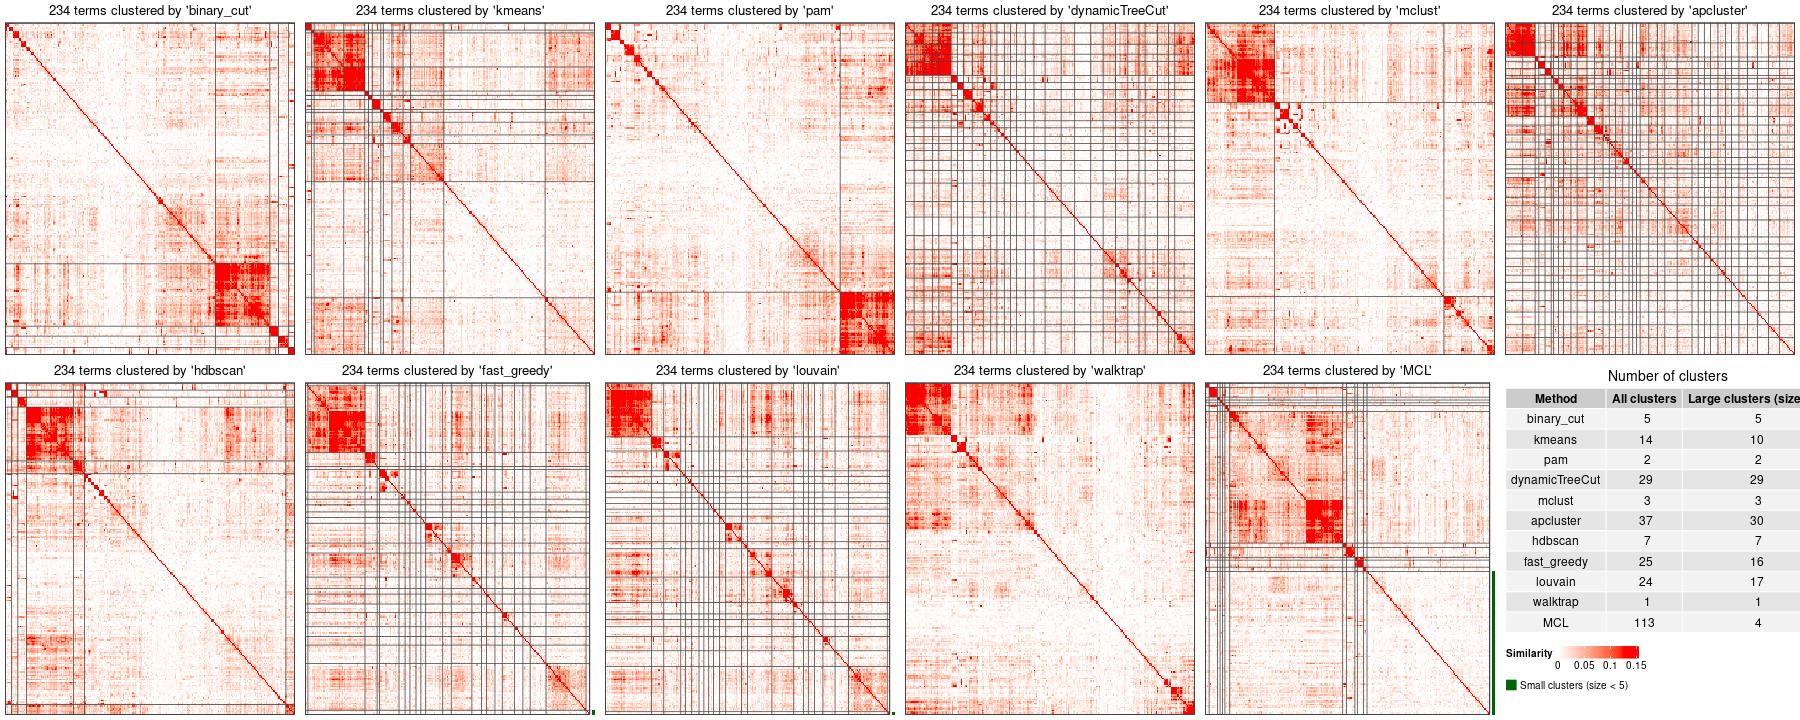 234 terms clustered by 'binary_cut'
234 terms clustered by 'kmeans'
234 terms clustered by 'pam'
234 terms clustered by 'dynamicTreeCut'
234 terms clustered by 'mclust'
234 terms clustered by 'apcluster'
234 terms clustered by 'hdbscan'
234 terms clustered by 'fast_greedy'
234 terms clustered by 'louvain'
234 terms clustered by 'walktrap'
234 terms clustered by 'MCL'
Number of clusters
Method All clusters Large clusters (size
binary_cut 5 5
kmeans 14 10
pam 2 2
dynamicTreeCut 29 29
mclust 3 3
apcluster 37 30
hdbscan 7 7
fast_greedy 25 16
louvain 24 17
walktrap 1 1
MCL 113 4
Similarity
0 0.05 0.1 0.15
Small clusters (size < 5)